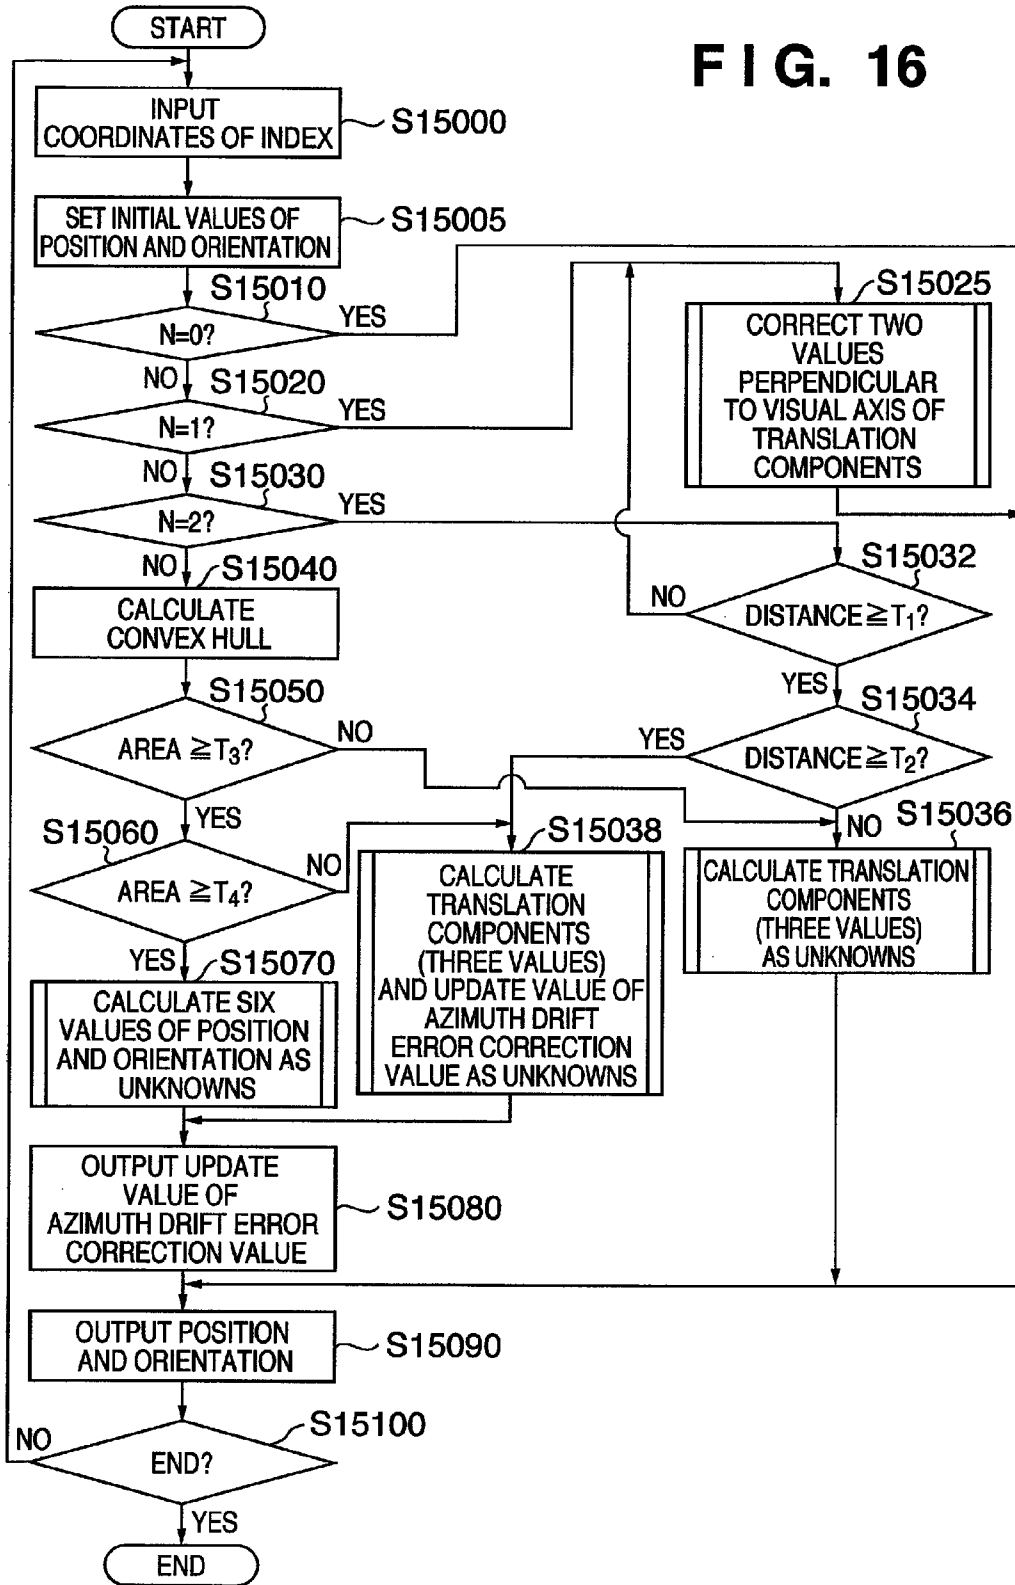 START
FIG. 16
INPUT
COORDINATES OF INDEX
S15000
SET INITIAL VALUES OF
POSITION AND ORIENTATION
S15005
S15010
N=0?
YES
NO
S15020
N=1?
YES
NO
S15025
CORRECT TWO
VALUES
PERPENDICULAR
TO VISUAL AXIS OF
TRANSLATION
COMPONENTS
S15030
N=2?
YES
NO
S15032
DISTANCE≧T1?
NO
YES
S15040
CALCULATE
CONVEX HULL
S15034
DISTANCE≧T2?
YES
NO
S15050
AREA ≧T3?
NO
YES
S15036
CALCULATE TRANSLATION
COMPONENTS
(THREE VALUES)
AS UNKNOWNS
S15060
AREA ≧T4?
NO
YES
S15038
CALCULATE
TRANSLATION
COMPONENTS
(THREE VALUES)
AND UPDATE VALUE OF
AZIMUTH DRIFT
ERROR CORRECTION
VALUE AS UNKNOWNS
S15070
CALCULATE SIX
VALUES OF POSITION
AND ORIENTATION AS
UNKNOWNS
OUTPUT UPDATE
VALUE OF
AZIMUTH DRIFT ERROR
CORRECTION VALUE
S15080
OUTPUT POSITION
AND ORIENTATION
S15090
S15100
END?
NO
YES
END